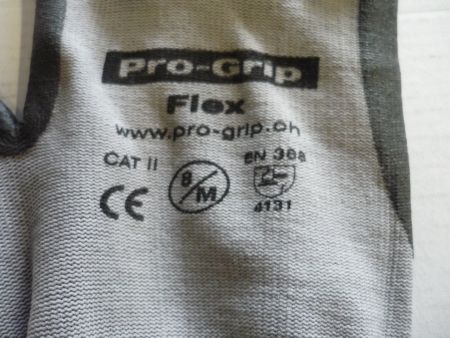 Pro-Grip
Flex
www.pro-grip.ch
CAT II
8/M
EN 388
CE
4131